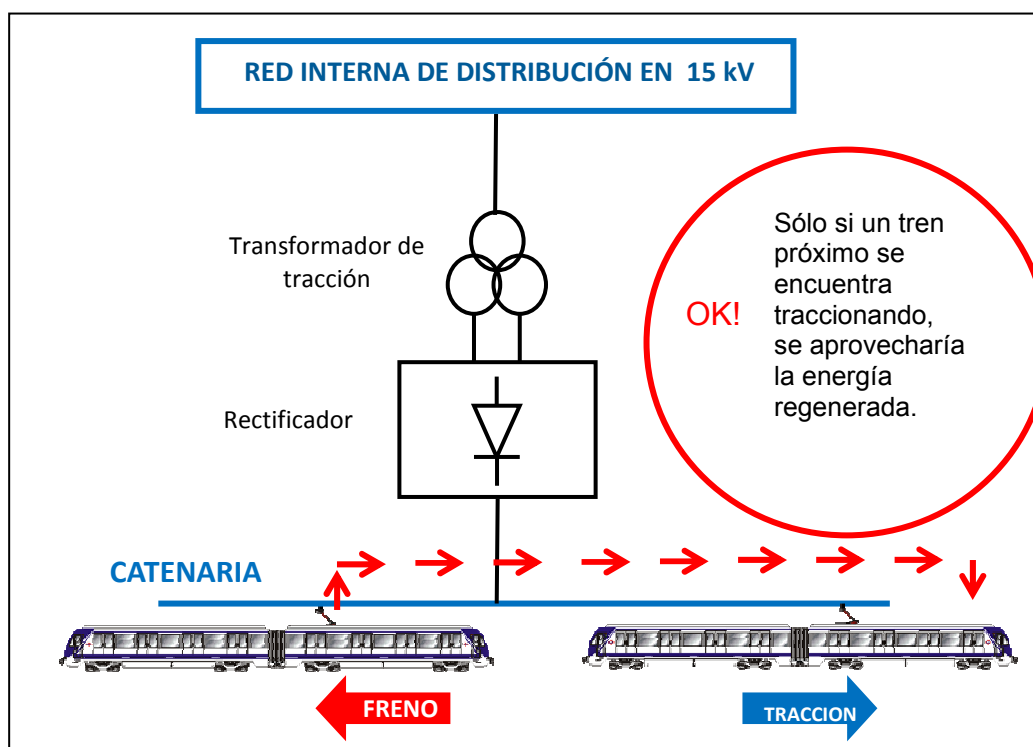 RED INTERNA DE DISTRIBUCIÓN EN 15 kV
Transformador de
tracción
Rectificador
OK!
Sólo si un tren
próximo se
encuentra
traccionando,
se aprovecharía
la energía
regenerada.
CATENARIA
FRENO
TRACCION